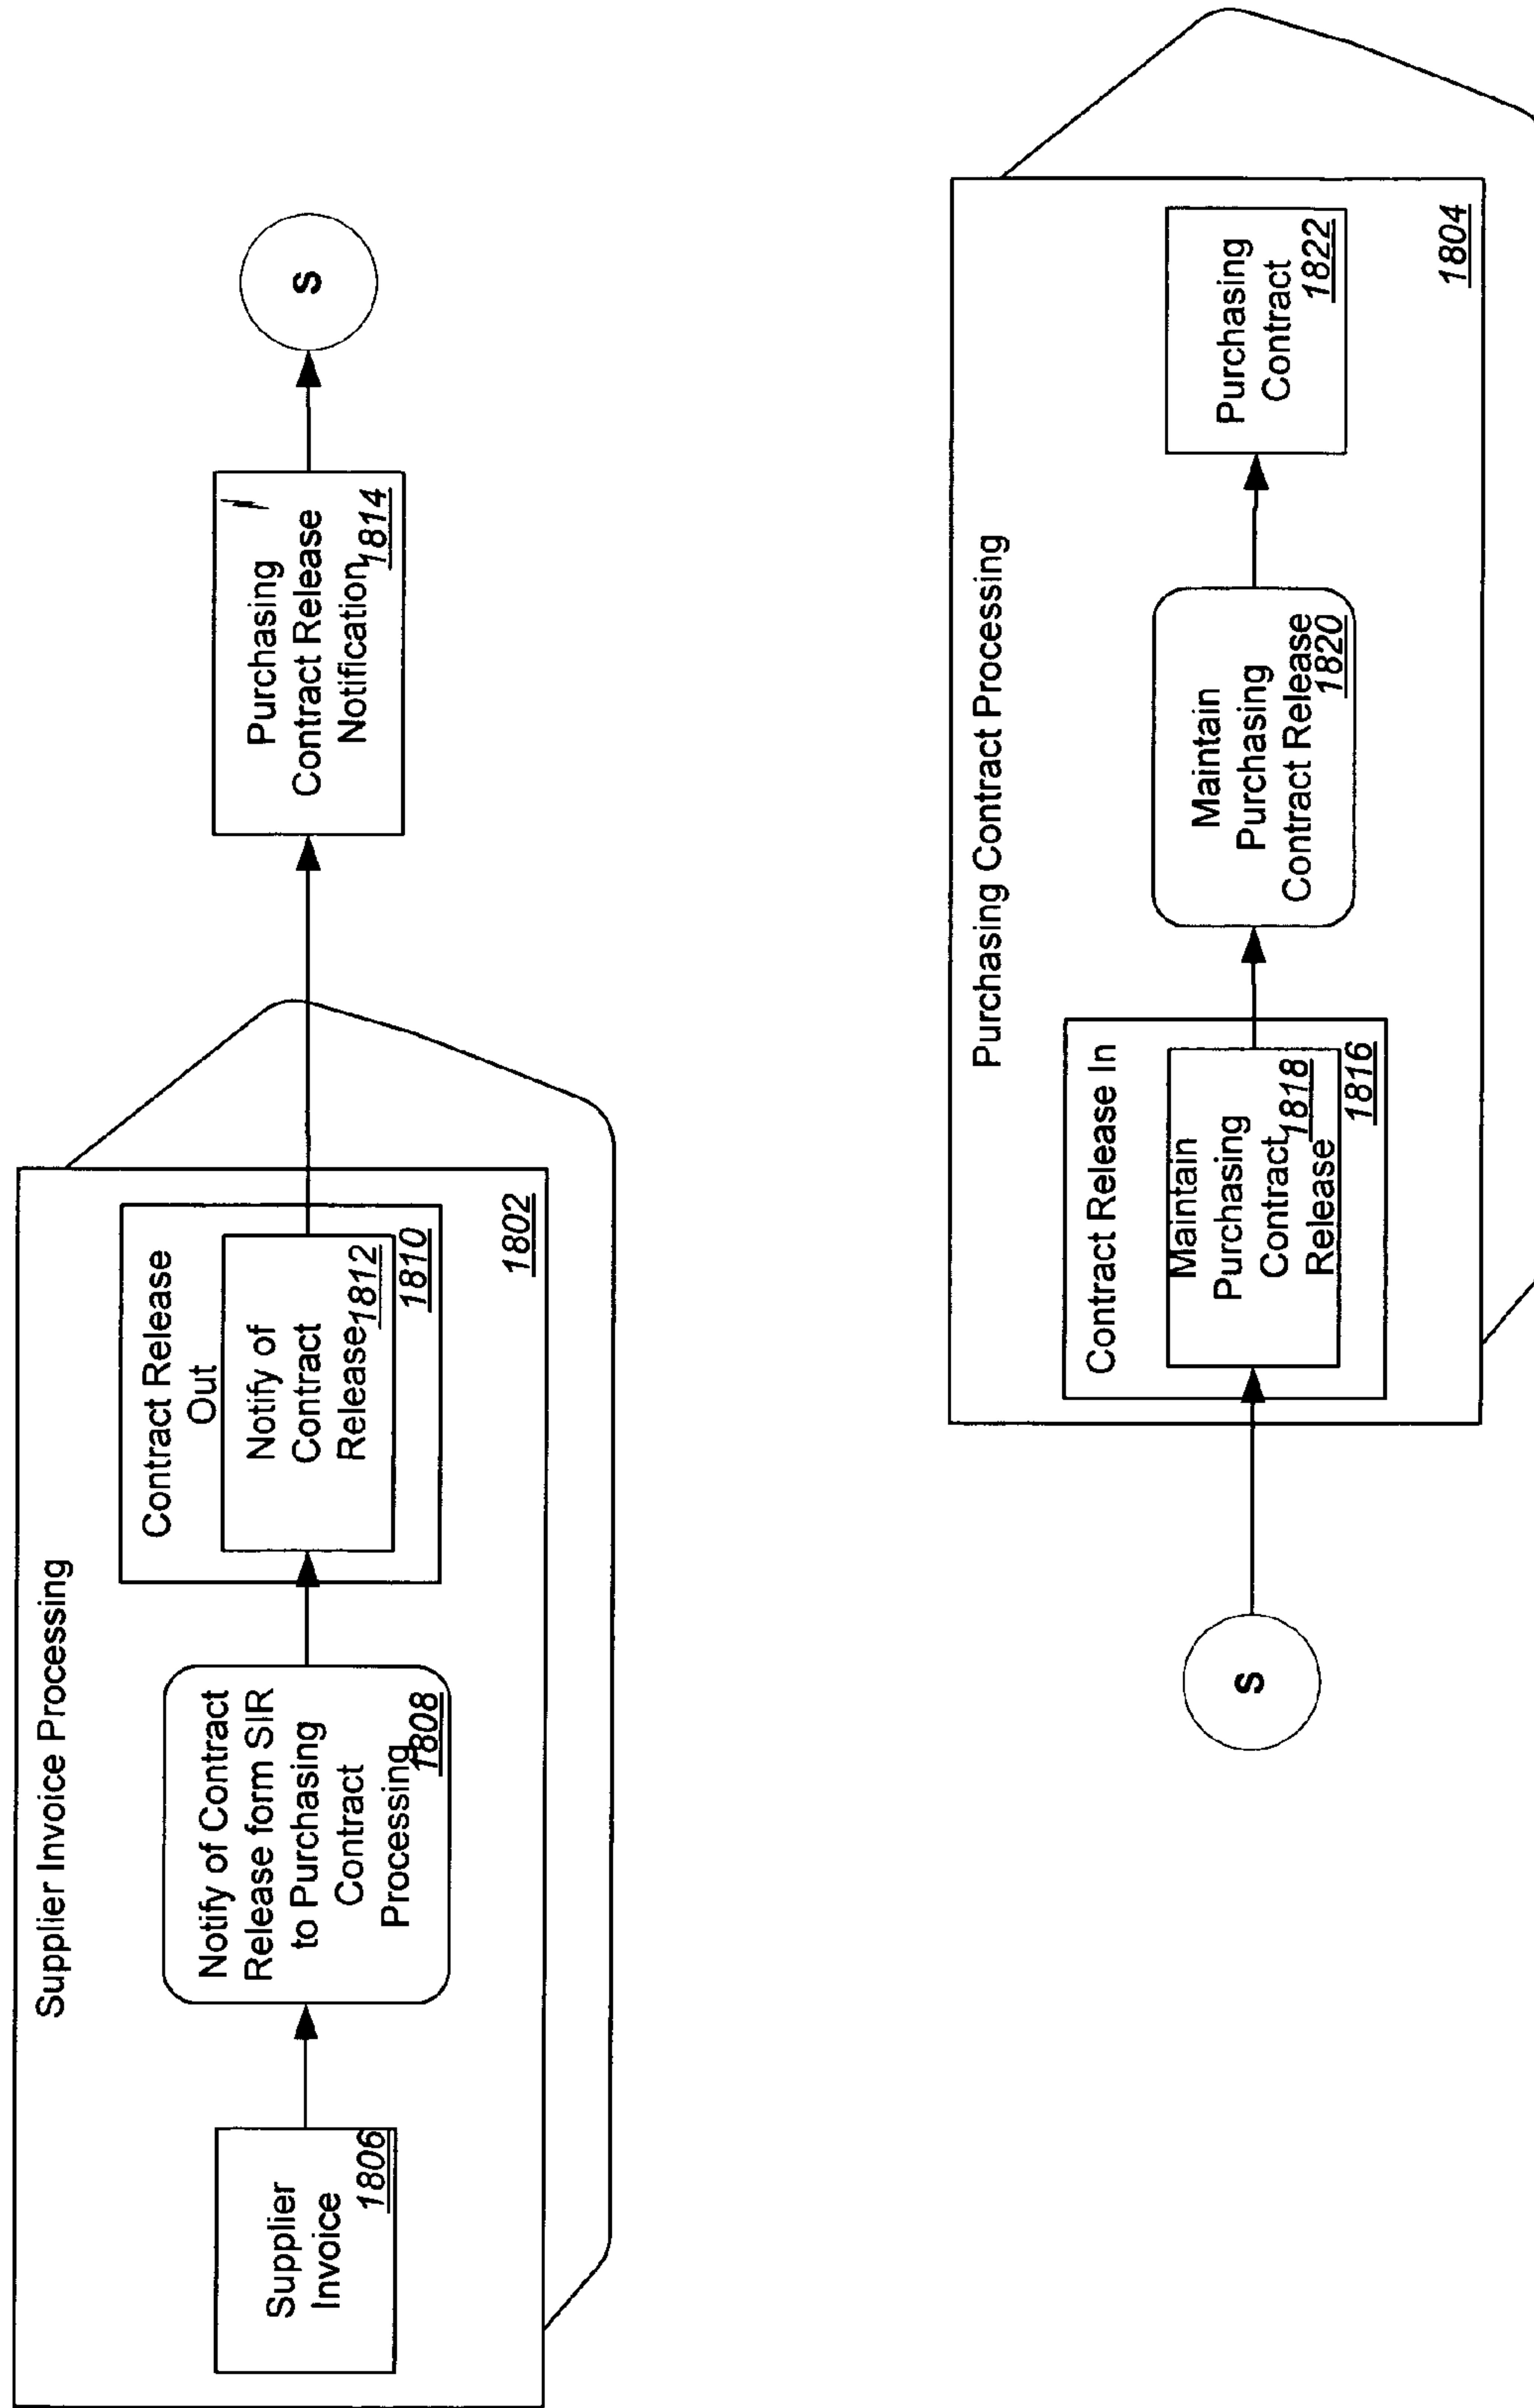 Supplier Invoice Processing
Supplier
Invoice
1806
Notify of Contract
Release form SIR
to Purchasing
Contract
Processing
1808
Contract Release
Out
Notify of
Contract
Release
1812
1810
1802
Purchasing
Contract Release
Notification
1814
S
S
Purchasing Contract Processing
Contract Release In
Maintain
Purchasing
Contract
Release
1818
1816
Maintain
Purchasing
Contract Release
1820
Purchasing
Contract
1822
1804